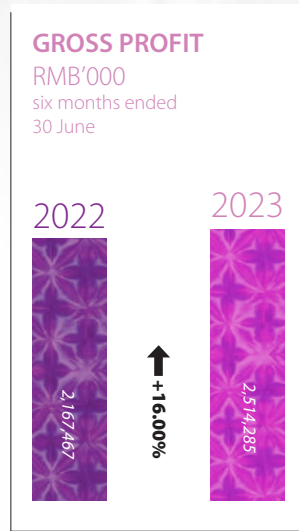 GROSS PROFIT
RMB'000
six months ended
30 June
2022
2023
2,167,467
+16.00%
2,514,285